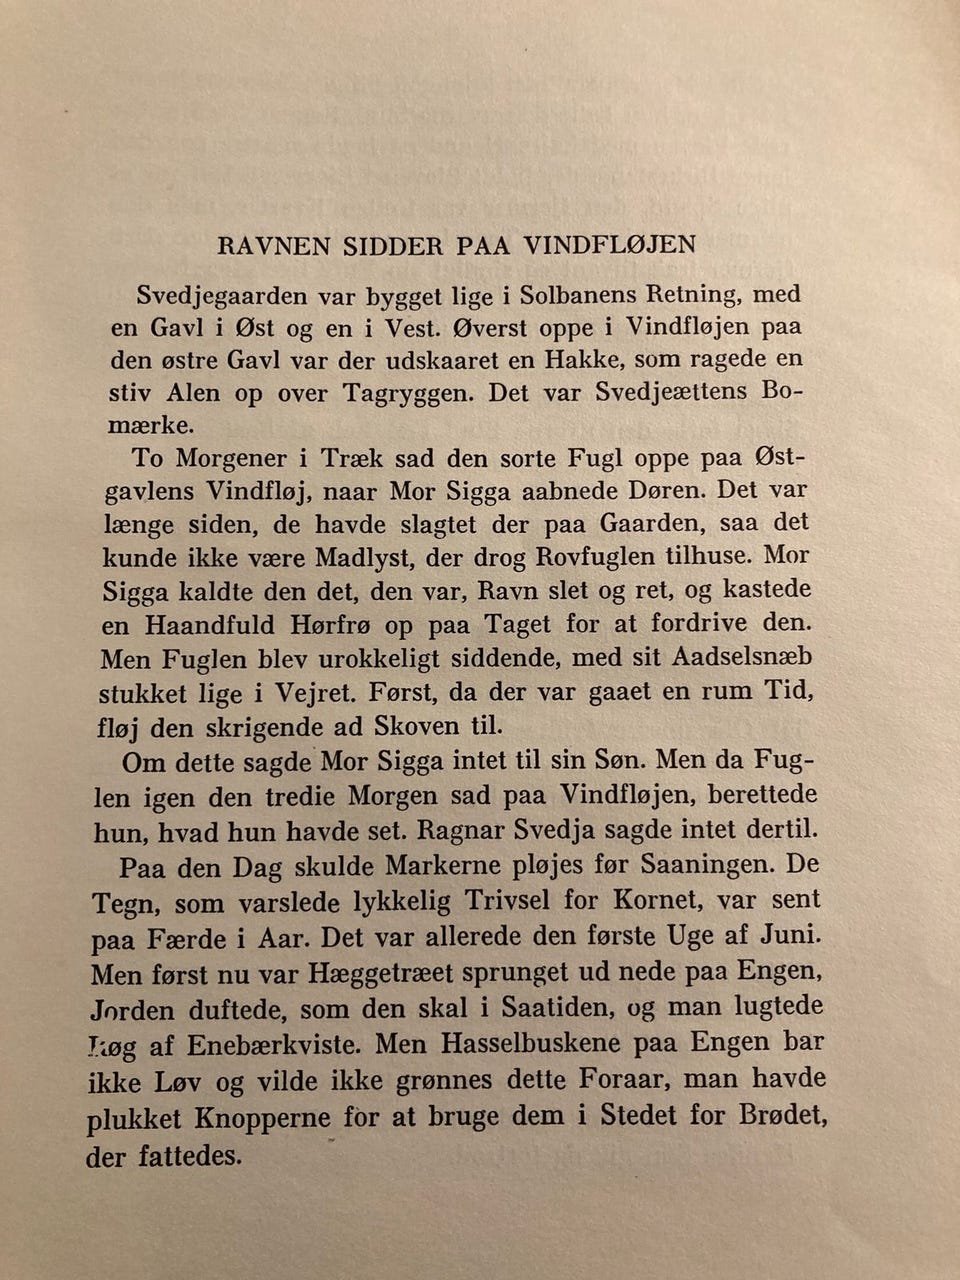 RAVNEN SIDDER PAA VINDFLØJEN
Svedjegaarden var bygget lige i Solbanens Retning, med
en Gavl i Øst og en i Vest. Øverst oppe i Vindfløjen paa
den østre Gavl var der udskaaret en Hakke, som ragede en
stiv Alen op over Tagryggen. Det var Svedjeættens Bo-
mærke.
To Morgener i Træk sad den sorte Fugl oppe paa Øst-
gavlens Vindfløj, naar Mor Sigga aabnede Døren. Det var
længe siden, de havde slagtet der paa Gaarden, saa det
kunde ikke være Madlyst, der drog Rovfuglen tilhuse. Mor
Sigga kaldte den det, den var, Ravn slet og ret, og kastede
en Haandfuld Hørfrø op paa Taget for at fordrive den.
Men Fuglen blev urokkeligt siddende, med sit Aadselsnæb
stukket lige i Vejret. Først, da der var gaaet en rum Tid,
fløj den skrigende ad Skoven til.
Om dette sagde Mor Sigga intet til sin Søn. Men da Fug-
len igen den tredie Morgen sad paa Vindfløjen, berettede
hun, hvad hun havde set. Ragnar Svedja sagde intet dertil.
Paa den Dag skulde Markerne pløjes før Saaningen. De
Tegn, som varslede lykkelig Trivsel for Kornet, var sent
paa Færde i Aar. Det var allerede den første Uge af Juni.
Men først nu var Hæggetræet sprunget ud nede paa Engen,
Jorden duftede, som den skal i Saatiden, og man lugtede
Røg af Enebærkviste. Men Hasselbuskene paa Engen bar
ikke Løv og vilde ikke grønnes dette Foraar, man havde
plukket Knopperne for at bruge dem i Stedet for Brødet,
der fattedes.